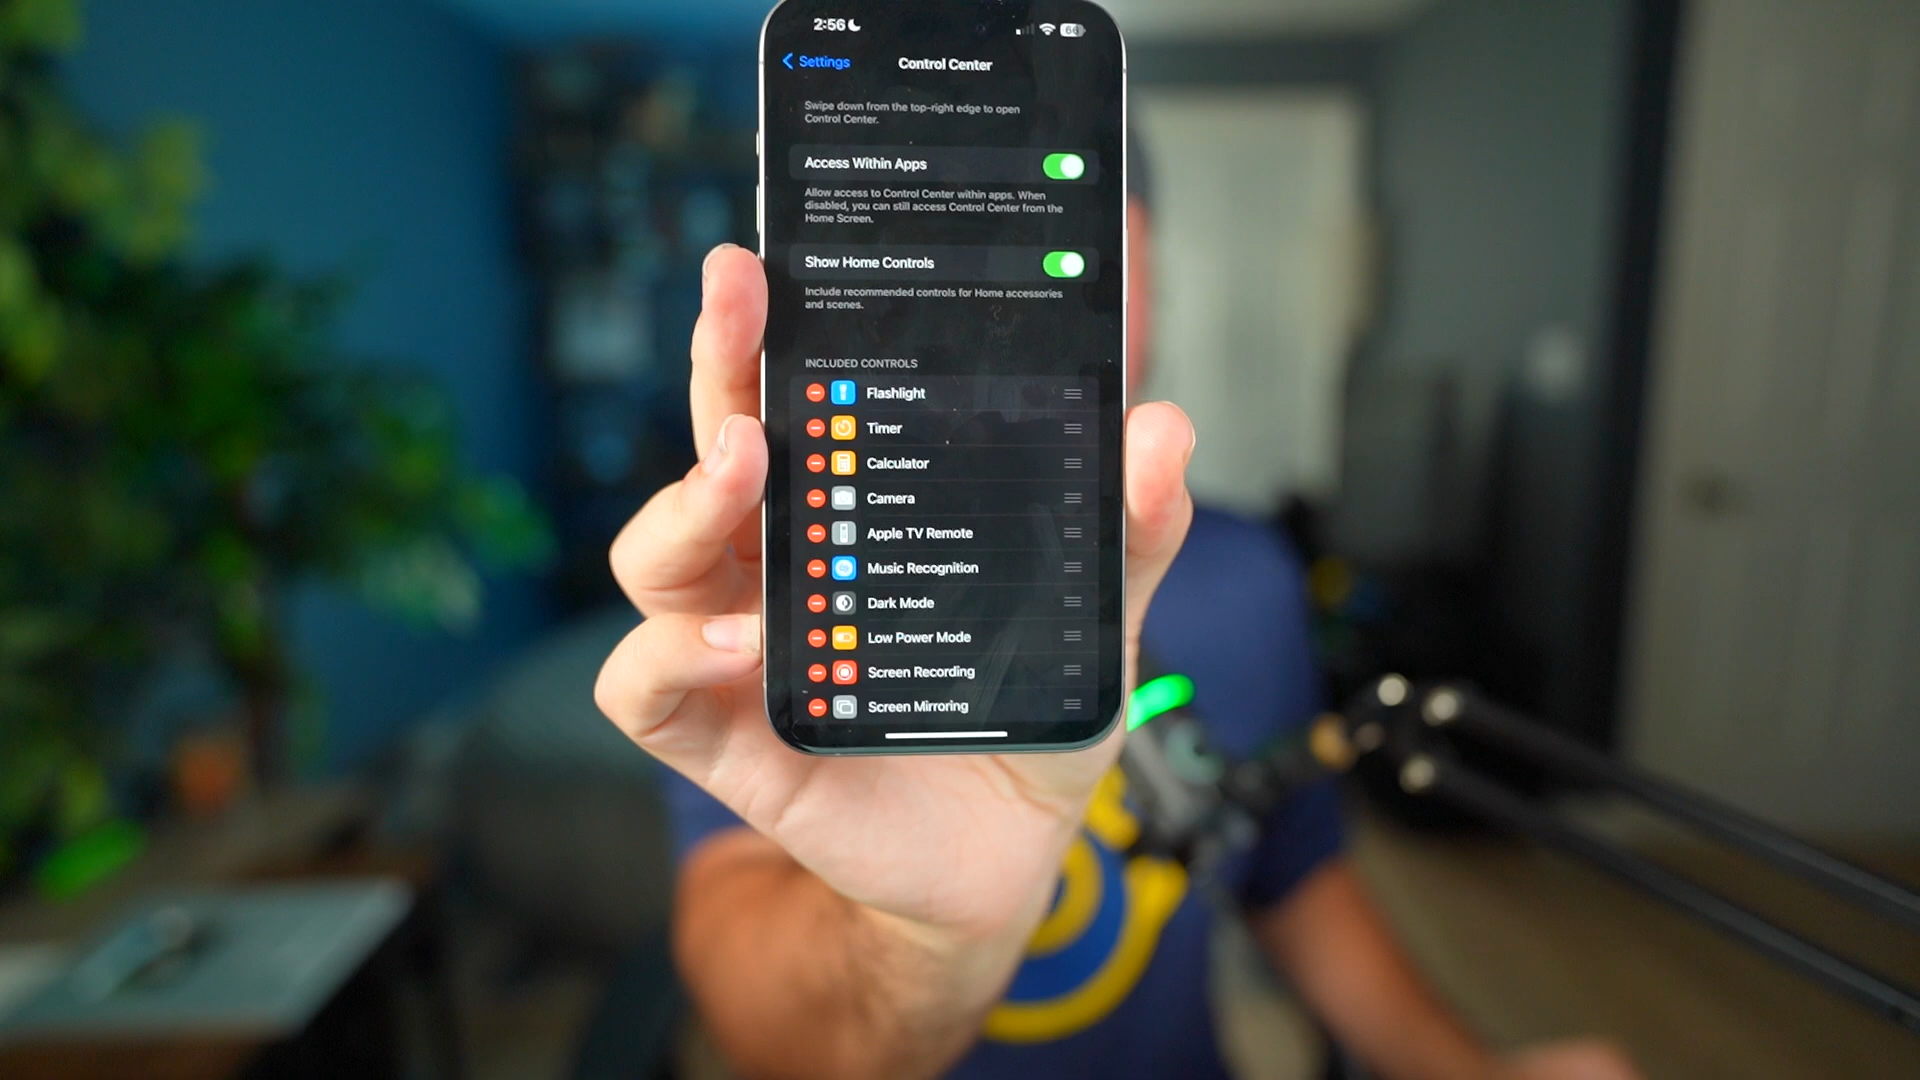 2:56
66
Settings
Control Center
Swipe down from the top-right edge to open
Control Center.
Access Within Apps
Allow access to Control Center within apps. When
disabled, you can still access Control Center from the
Home Screen.
Show Home Controls
Include recommended controls for Home accessories
and scenes.
INCLUDED CONTROLS
Flashlight
Timer
Calculator
Camera
Apple TV Remote
Music Recognition
Dark Mode
Low Power Mode
Screen Recording
Screen Mirroring